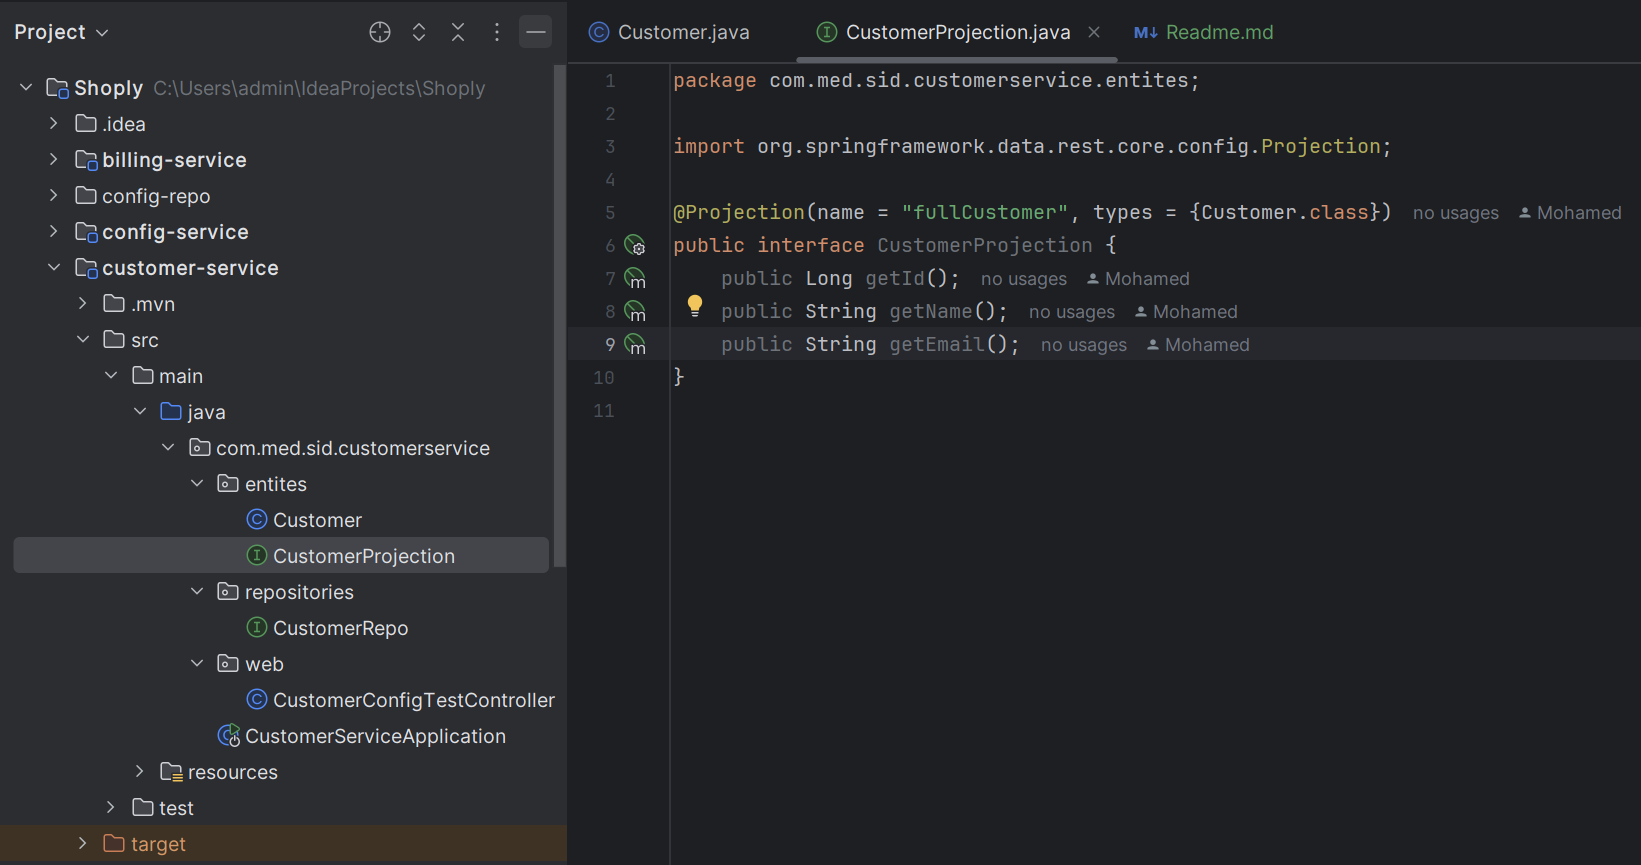 Project
Shoply C:\Users\admin\IdeaProjects\Shoply
.idea
billing-service
config-repo
config-service
customer-service
.mvn
src
main
java
com.med.sid.customerservice
entites
Customer
CustomerProjection
repositories
CustomerRepo
web
CustomerConfigTestController
CustomerServiceApplication
resources
test
target
Customer.java CustomerProjection.java Readme.md
1 package com.med.sid.customerservice.entites;
2
3 import org.springframework.data.rest.core.config.Projection;
4
5 @Projection(name = "fullCustomer", types = {Customer.class}) no usages Mohamed
6 public interface CustomerProjection {
7 public Long getId(); no usages Mohamed
8 public String getName(); no usages Mohamed
9 public String getEmail(); no usages Mohamed
10 }
11